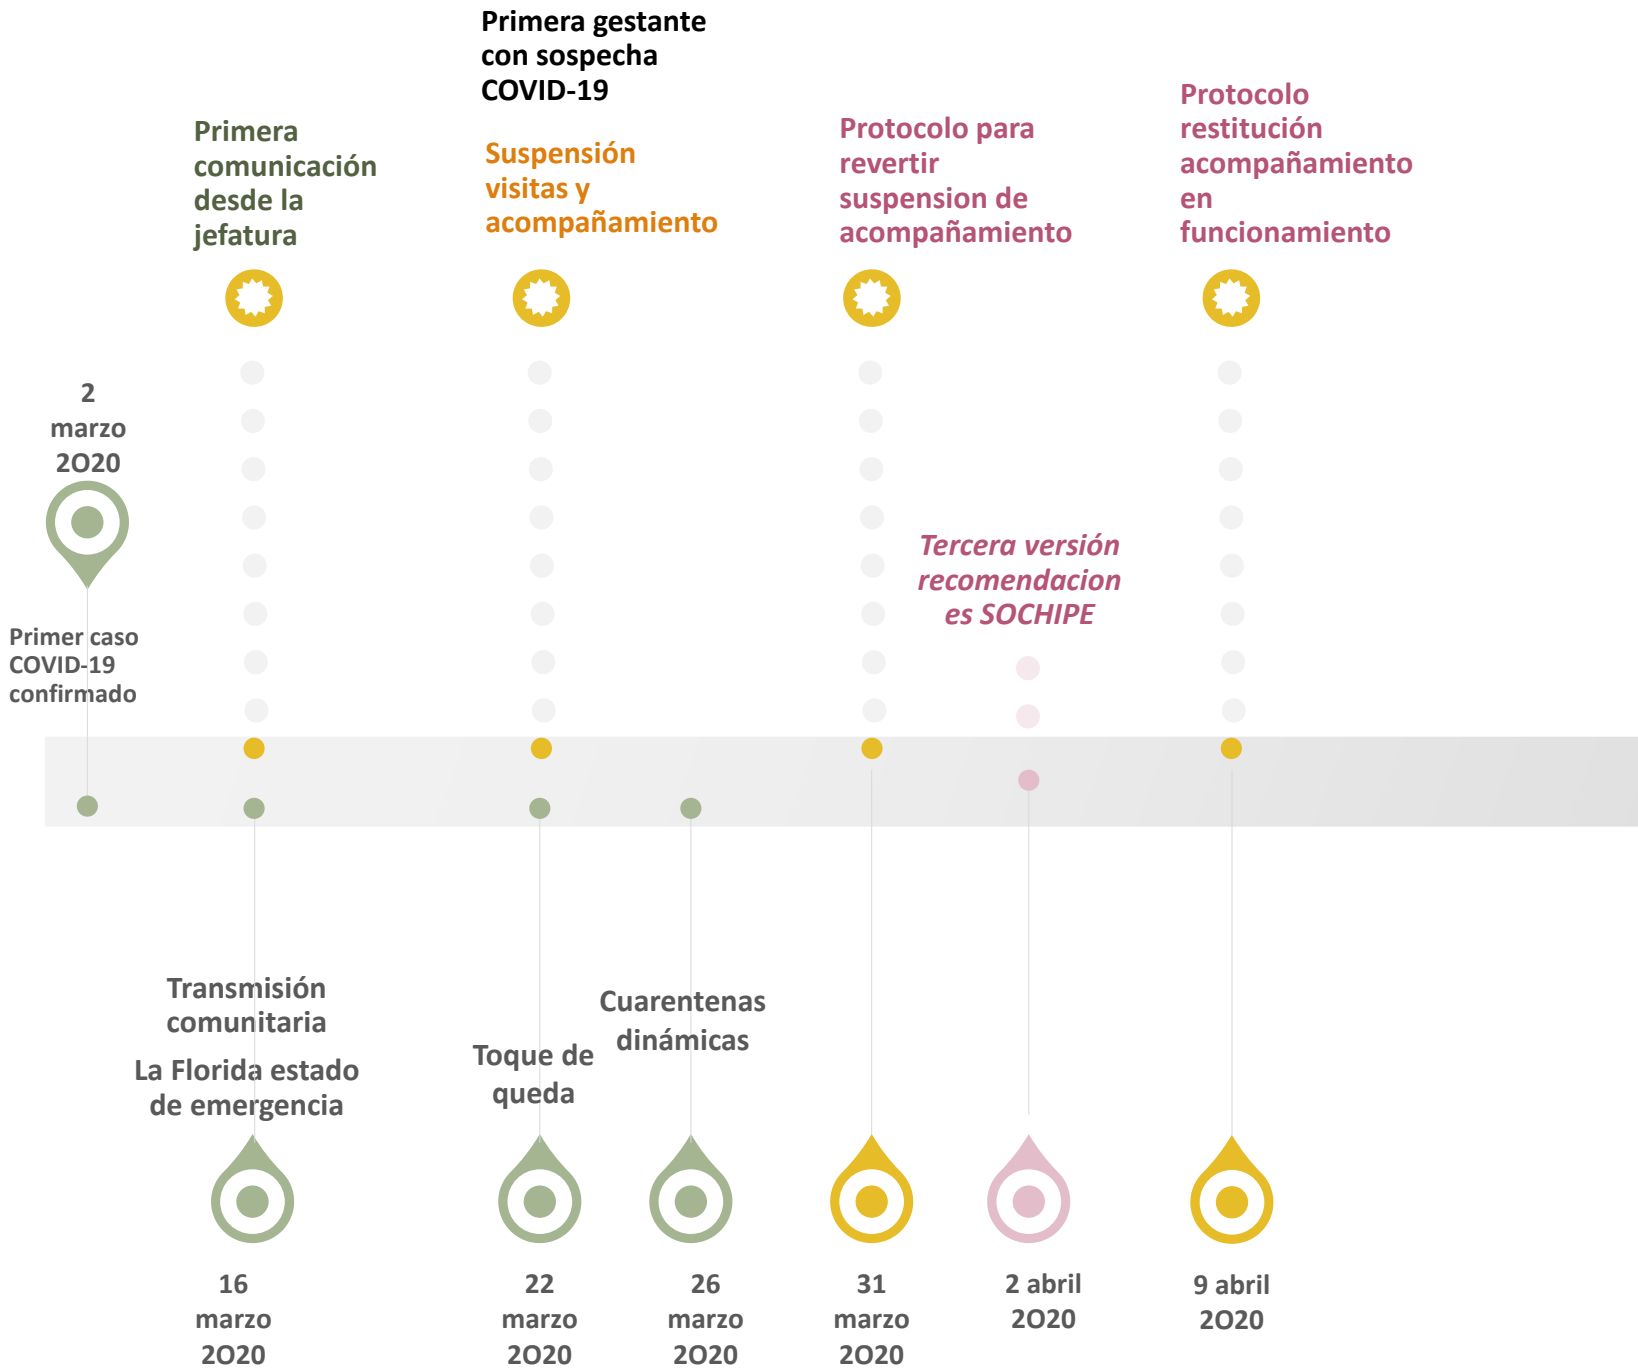 Primera gestante
con sospecha
COVID-19
Primera
comunicación
desde la
jefatura
Suspensión
visitas y
acompañamiento
Protocolo para
revertir
suspension de
acompañamiento
Protocolo
restitución
acompañamiento
en
funcionamiento
2
marzo
2O20
Primer caso
COVID-19
confirmado
Tercera versión
recomendacion
es SOCHIPE
Transmisión
comunitaria
La Florida estado
de emergencia
Toque de
queda
Cuarentenas
dinámicas
16
marzo
2O20
22
marzo
2O20
26
marzo
2O20
31
marzo
2O20
2 abril
2O20
9 abril
2O20